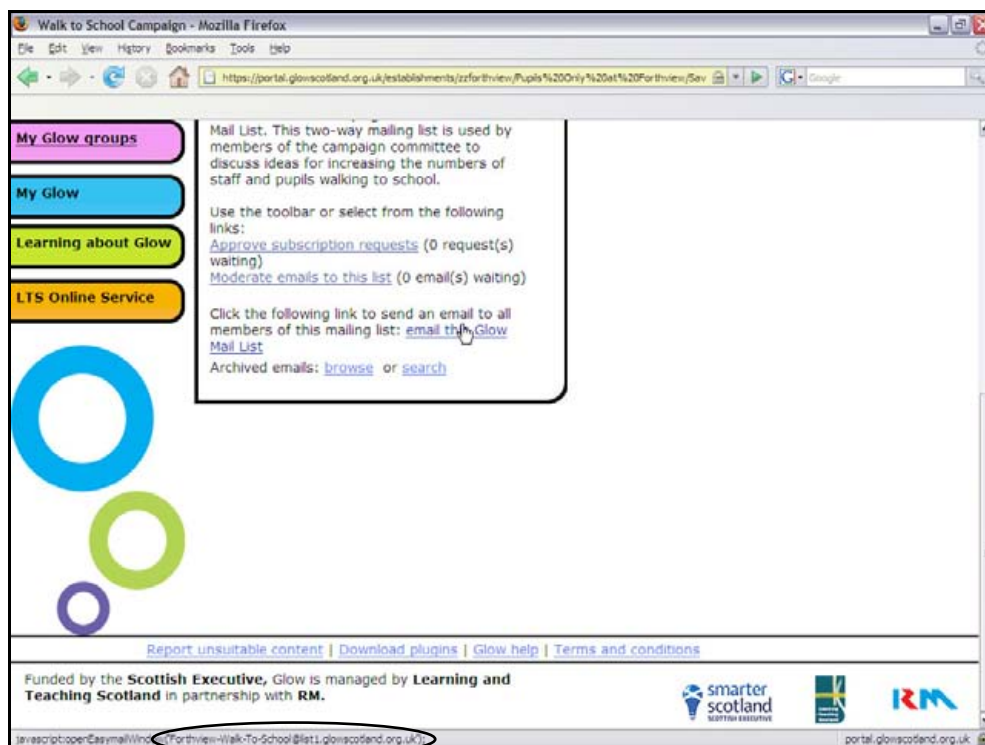 Walk to School Campaign - Mozilla Firefox
File Edit View History Bookmarks Tools Help
https://portal.glowscotland.org.uk/establishments/zzforthview/Pupils%20Only%20at%20Forthview/Sav
Google
My Glow groups
My Glow
Learning about Glow
LTS Online Service
Mail List. This two-way mailing list is used by
members of the campaign committee to
discuss ideas for increasing the numbers of
staff and pupils walking to school.
Use the toolbar or select from the following
links:
Approve subscription requests (0 request(s)
waiting)
Moderate emails to this list (0 email(s) waiting)
Click the following link to send an email to all
members of this mailing list: email this Glow
Mail List
Archived emails: browse or search
Report unsuitable content | Download plugins | Glow help | Terms and conditions
Funded by the Scottish Executive, Glow is managed by Learning and
Teaching Scotland in partnership with RM.
smarter
scotland
SCOTTISH EXECUTIVE
RM
javascript:openEasymailWindow('Forthview-Walk-To-School@list1.glowscotland.org.uk');
portal.glowscotland.org.uk